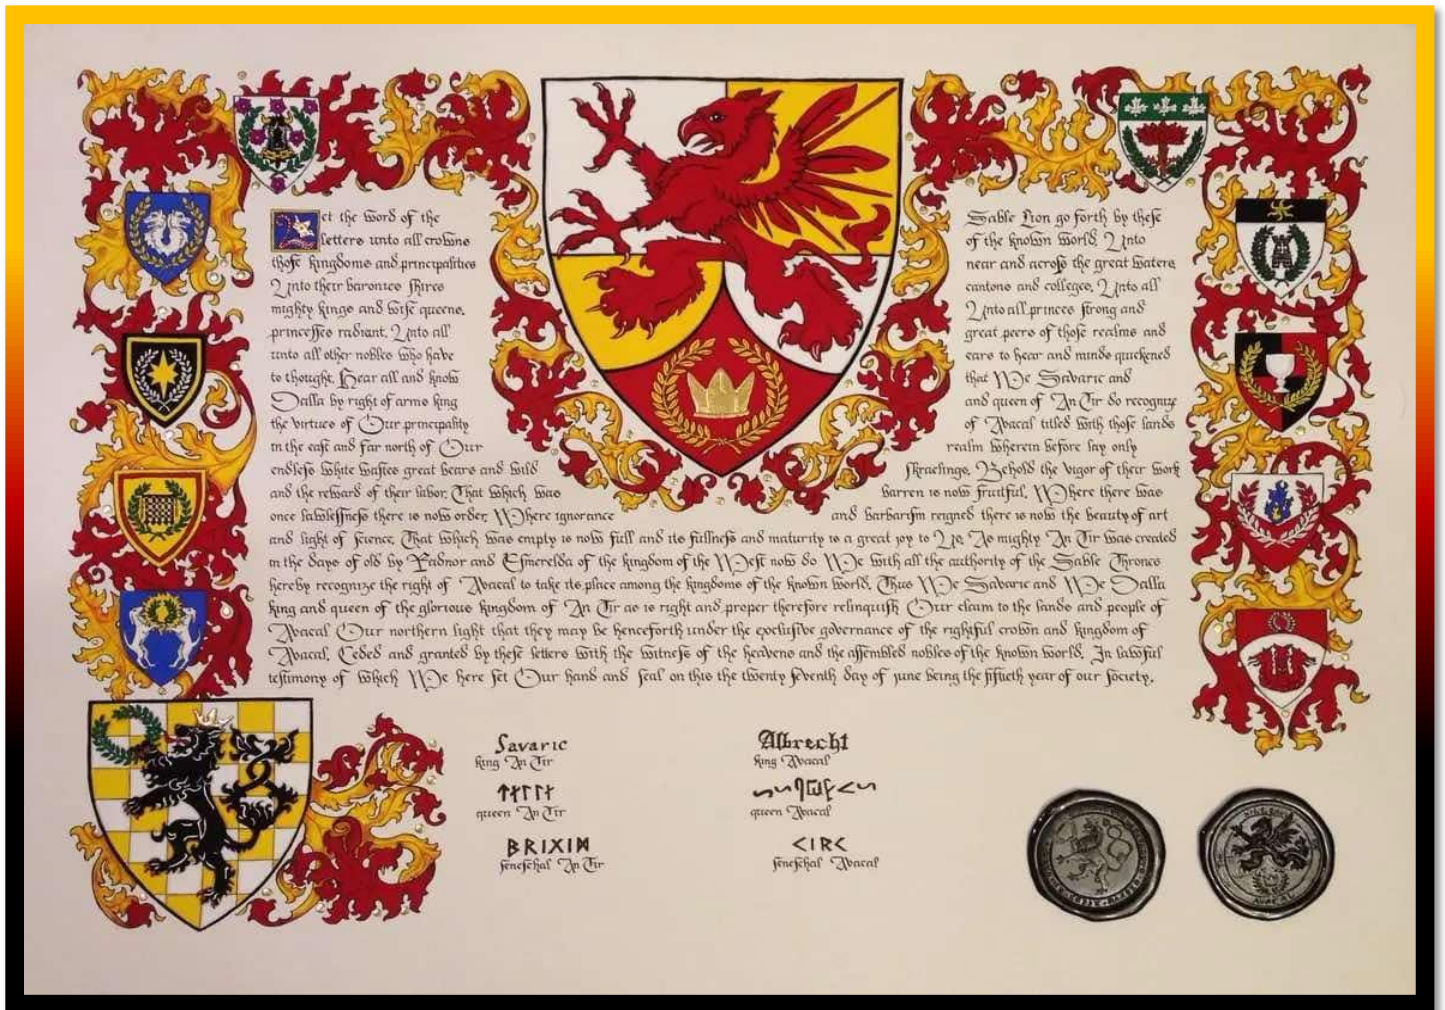 Let the word of the Sable Lion go forth by these
letters unto all crowns of the known world. Unto
those kingdoms and principalities near and across the great waters
Unto their baronies shires cantons and colleges. Unto all
mighty kings and wise queens. Unto all princes strong and
princesses radiant. Unto all great peers of those realms and
unto all other nobles who have ears to hear and minds quickened
to thought. Hear all and know that We Savaric and
Dalla by right of arms king and queen of An Tir do recognize
the virtues of Our principality of Avacal titled with those lands
in the east and far north of Our realm wherein before lay only
endless white wastes great bears and wild Skraelings. Behold the vigor of their work
and the reward of their labor. That which was barren is now fruitful. Where there was
once lawlessness there is now order. Where ignorance and barbarism reigned there is now the beauty of art
and light of science. That which was empty is now full and its fullness and maturity is a great joy to Us. As mighty An Tir was created
in the days of old by Radnor and Esmerelda of the kingdom of the West now do We with all the authority of the Sable Thrones
hereby recognize the right of Avacal to take its place among the kingdoms of the known world. Thus We Savaric and We Dalla
king and queen of the glorious kingdom of An Tir as is right and proper therefore relinquish Our claim to the lands and people of
Avacal Our northern light that they may be henceforth under the exclusive governance of the rightful crown and kingdom of
Avacal. Ceded and granted by these letters with the witness of the heavens and the assembled nobles of the known world. In lawful
testimony of which We here set Our hand and seal on this the twenty seventh day of june being the fiftieth year of our society.
Savaric
king An Tir
queen An Tir
seneschal An Tir
Albrecht
king Avacal
queen Avacal
seneschal Avacal
AVACAL